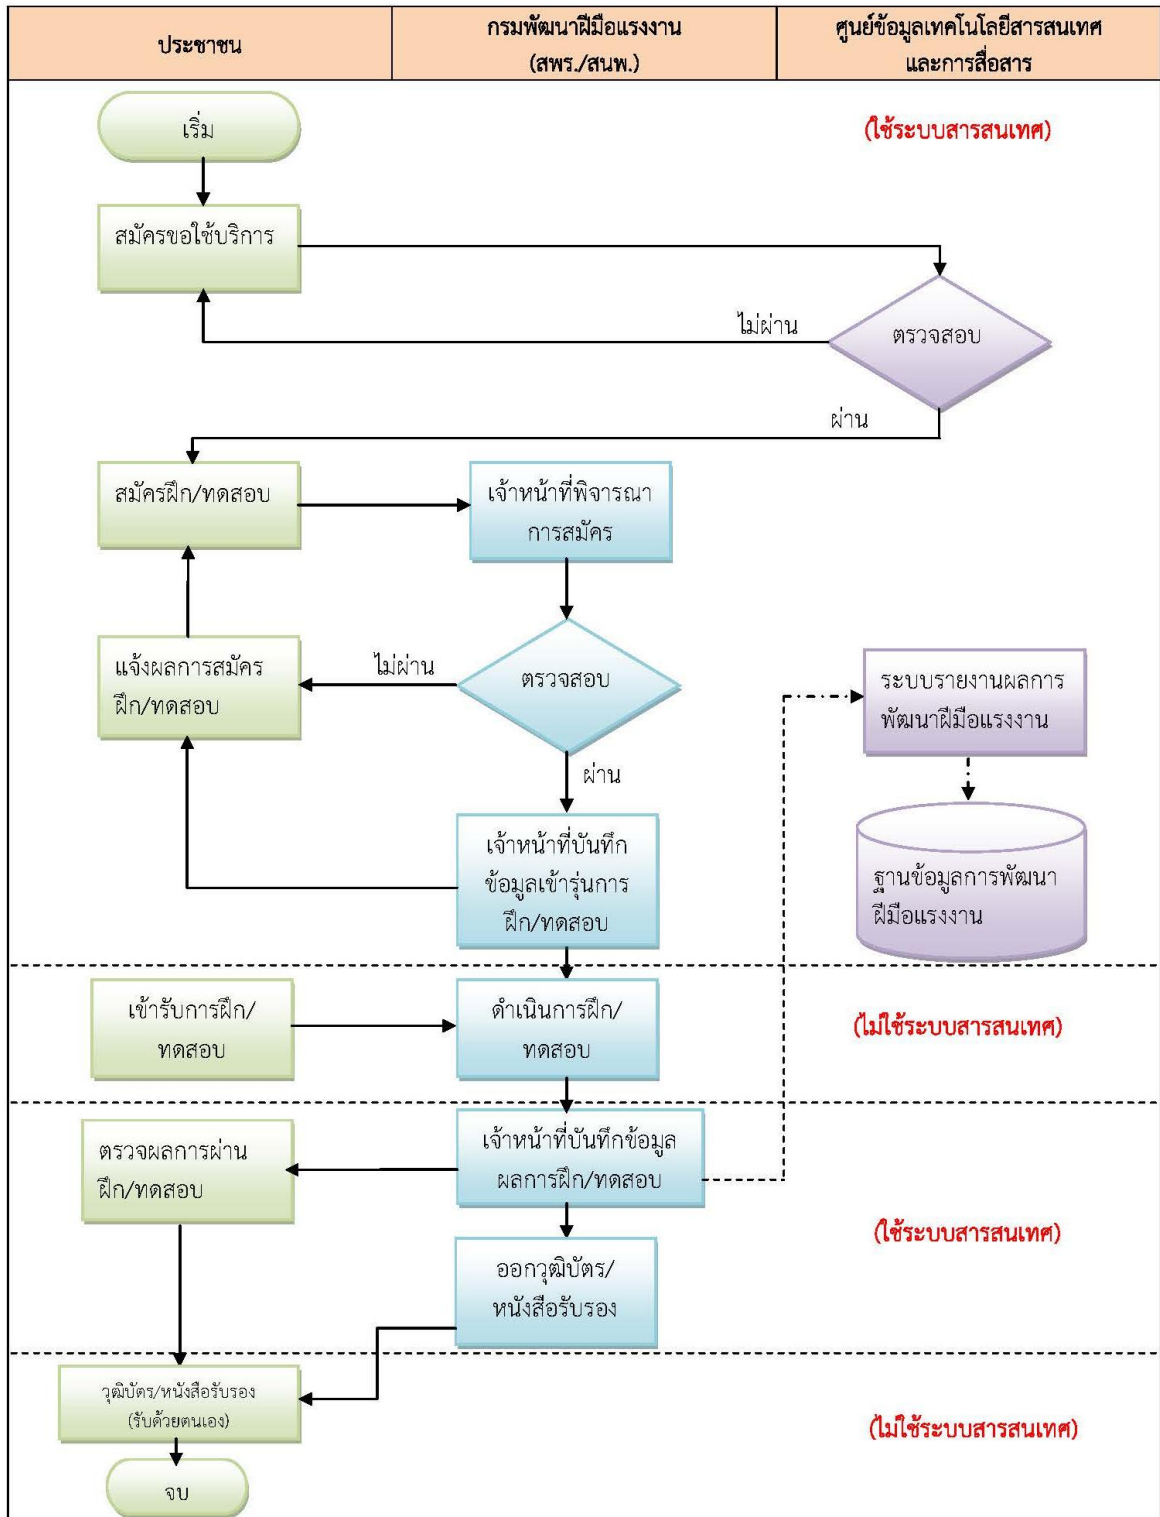 ประชาชน
กรมพัฒนาฝีมือแรงงาน
(สพร./สนพ.)
ศูนย์ข้อมูลเทคโนโลยีสารสนเทศ
และการสื่อสาร
เริ่ม
(ใช้ระบบสารสนเทศ)
สมัครขอใช้บริการ
ไม่ผ่าน
ตรวจสอบ
ผ่าน
สมัครฝึก/ทดสอบ
เจ้าหน้าที่พิจารณา
การสมัคร
แจ้งผลการสมัคร
ฝึก/ทดสอบ
ไม่ผ่าน
ตรวจสอบ
ระบบรายงานผลการ
พัฒนาฝีมือแรงงาน
ผ่าน
เจ้าหน้าที่บันทึก
ข้อมูลเข้ารุ่นการ
ฝึก/ทดสอบ
ฐานข้อมูลการพัฒนา
ฝีมือแรงงาน
เข้ารับการฝึก/
ทดสอบ
ดำเนินการฝึก/
ทดสอบ
(ไม่ใช้ระบบสารสนเทศ)
ตรวจผลการผ่าน
ฝึก/ทดสอบ
เจ้าหน้าที่บันทึกข้อมูล
ผลการฝึก/ทดสอบ
(ใช้ระบบสารสนเทศ)
ออกวุฒิบัตร/
หนังสือรับรอง
วุฒิบัตร/หนังสือรับรอง
(รับด้วยตนเอง)
(ไม่ใช้ระบบสารสนเทศ)
จบ